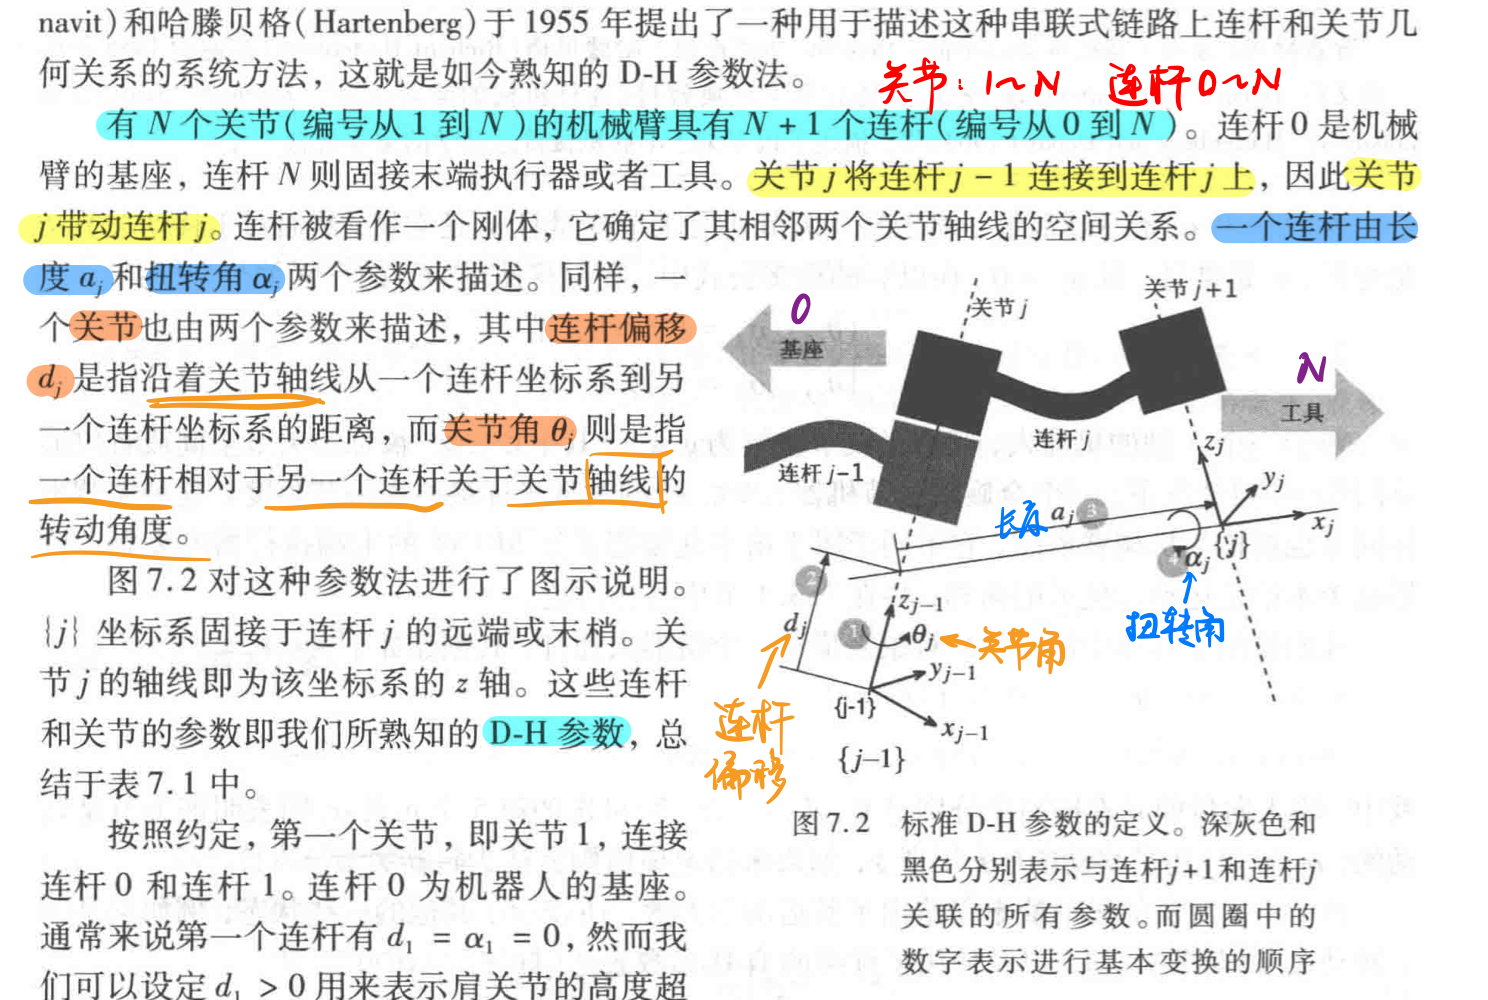 navit)和哈滕贝格(Hartenberg)于 1955 年提出了一种用于描述这种串联式链路上连杆和关节几
何关系的系统方法，这就是如今熟知的 D-H 参数法。
关节：1~N 连杆0~N
有 N 个关节(编号从 1 到 N)的机械臂具有 N + 1 个连杆(编号从 0 到 N)。连杆 0 是机械
臂的基座，连杆 N 则固接末端执行器或者工具。关节 j 将连杆 j − 1 连接到连杆 j 上，因此关节
j 带动连杆 j。连杆被看作一个刚体，它确定了其相邻两个关节轴线的空间关系。一个连杆由长
度 aj 和扭转角 αj 两个参数来描述。同样，一
个关节也由两个参数来描述，其中连杆偏移
dj 是指沿着关节轴线从一个连杆坐标系到另
一个连杆坐标系的距离，而关节角 θj 则是指
一个连杆相对于另一个连杆关于关节轴线的
转动角度。
图 7.2 对这种参数法进行了图示说明。
{j} 坐标系固接于连杆 j 的远端或末梢。关
节 j 的轴线即为该坐标系的 z 轴。这些连杆
和关节的参数即我们所熟知的 D-H 参数，总
结于表 7.1 中。
按照约定，第一个关节，即关节 1，连接
连杆 0 和连杆 1。连杆 0 为机器人的基座。
通常来说第一个连杆有 d1 = α1 = 0，然而我
们可以设定 d1 > 0 用来表示肩关节的高度超
关节 j
关节 j+1
0
基座
N
工具
连杆 j
连杆 j-1
zj
yj
xj
{j}
长度 aj 3
4 αj
扭转角
2
dj
zj−1
1 θj
关节角
yj−1
{j-1}
xj−1
连杆
偏移
{j−1}
图 7.2 标准 D-H 参数的定义。深灰色和
黑色分别表示与连杆j+1和连杆j
关联的所有参数。而圆圈中的
数字表示进行基本变换的顺序